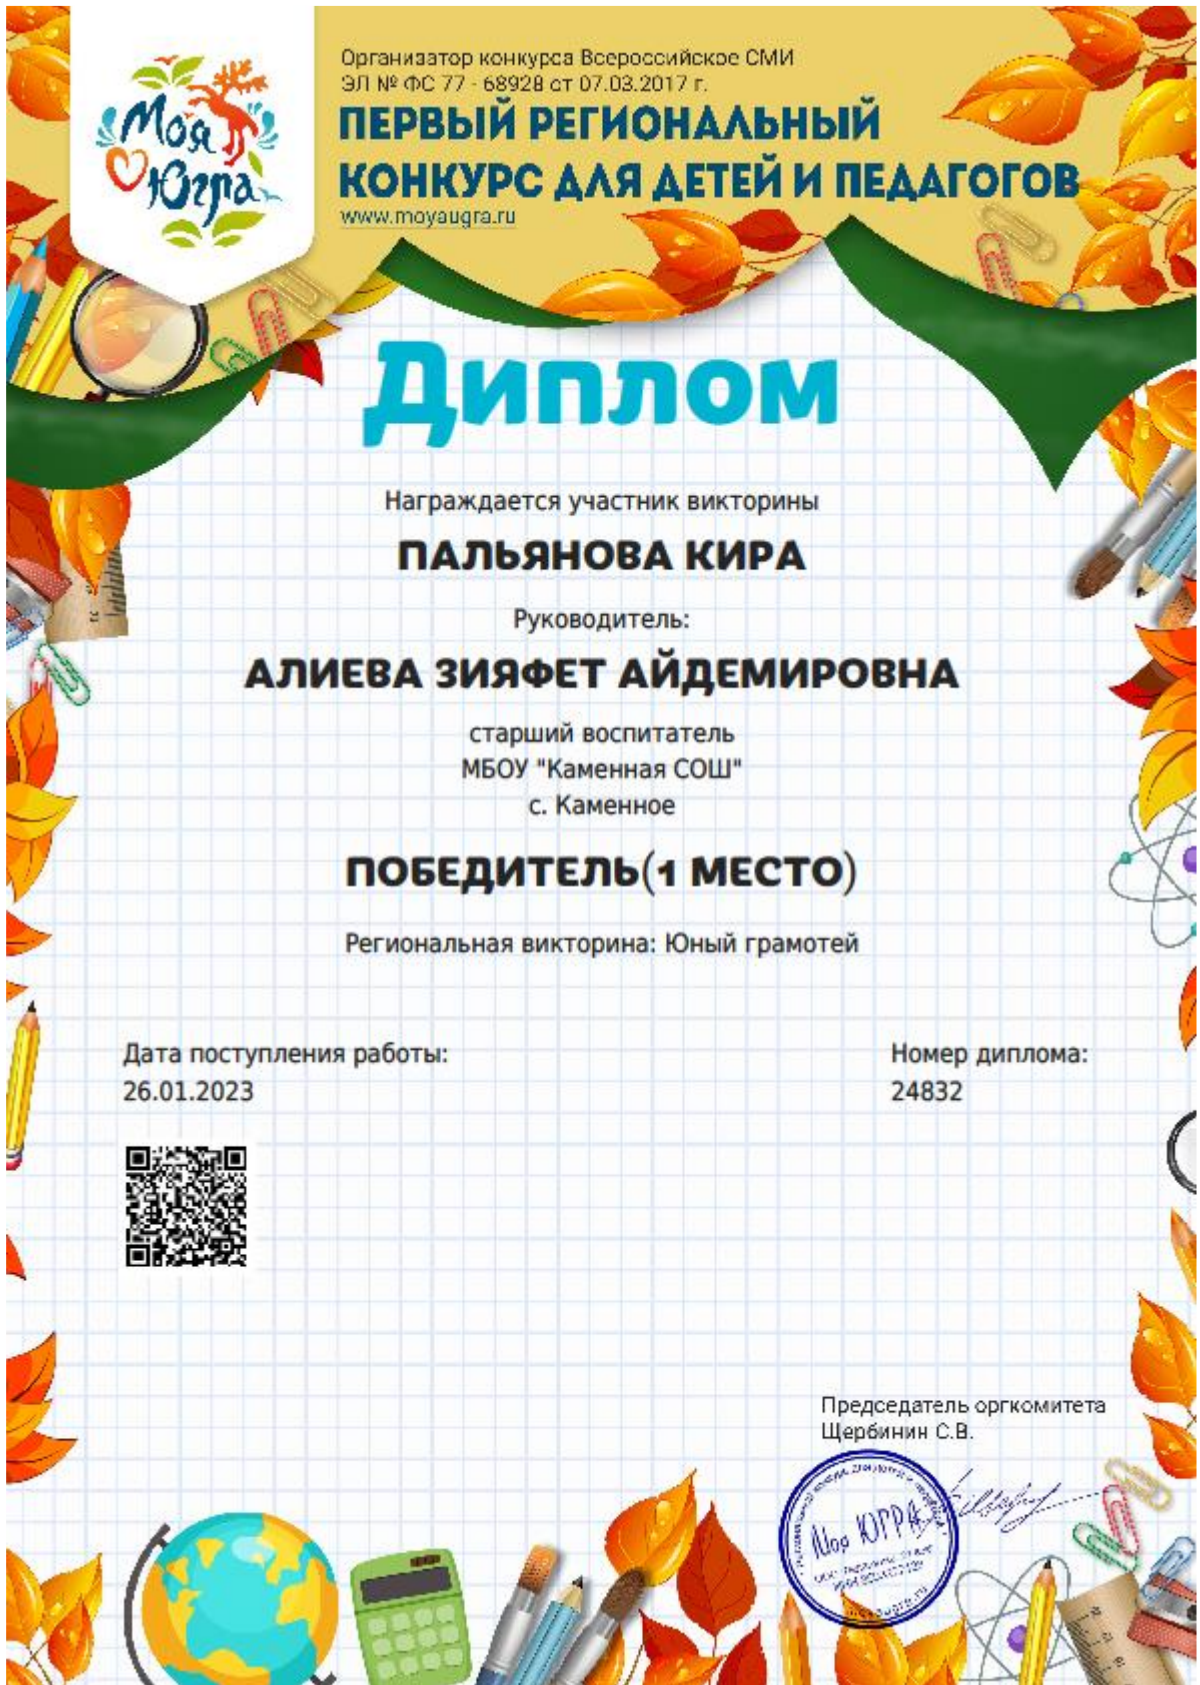 Моя
Югра
Организатор конкурса Всероссийское СМИ
ЭЛ № ФС 77 - 68928 от 07.03.2017 г.
ПЕРВЫЙ РЕГИОНАЛЬНЫЙ
КОНКУРС ДЛЯ ДЕТЕЙ И ПЕДАГОГОВ
www.moyaugra.ru
Диплом
Награждается участник викторины
ПАЛЬЯНОВА КИРА
Руководитель:
АЛИЕВА ЗИЯФЕТ АЙДЕМИРОВНА
старший воспитатель
МБОУ "Каменная СОШ"
с. Каменное
ПОБЕДИТЕЛЬ(1 МЕСТО)
Региональная викторина: Юный грамотей
Дата поступления работы:
26.01.2023
Номер диплома:
24832
Председатель оргкомитета
Щербинин С.В.
Моя ЮГРА